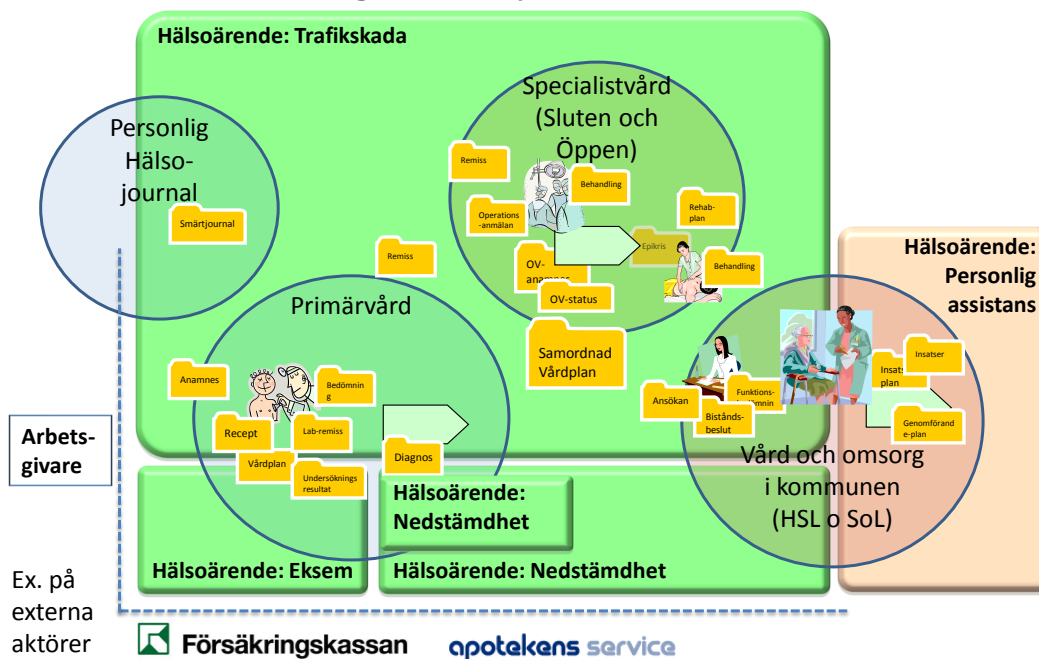 Hälsoärende: Trafikskada
Specialistvård
(Sluten och
Öppen)
Personlig
Hälso-
journal
Smärtjournal
Remiss
Behandling
Operations
-anmälan
Rehab-
plan
Epikris
Behandling
OV-
OV-status
Remiss
Samordnad
Vårdplan
Hälsoärende:
Personlig
assistans
Primärvård
Anamnes
Bedömnin
g
Recept
Lab-remiss
Vårdplan
Undersöknings
resultat
Diagnos
Ansökan
Funktions-
Bistånds-
beslut
Insatser
Insats
plan
Genomförand
e-plan
Vård och omsorg
i kommunen
(HSL o SoL)
Arbets-
givare
Hälsoärende:
Nedstämdhet
Hälsoärende: Eksem
Hälsoärende: Nedstämdhet
Ex. på
externa
aktörer
Försäkringskassan
apotekens service